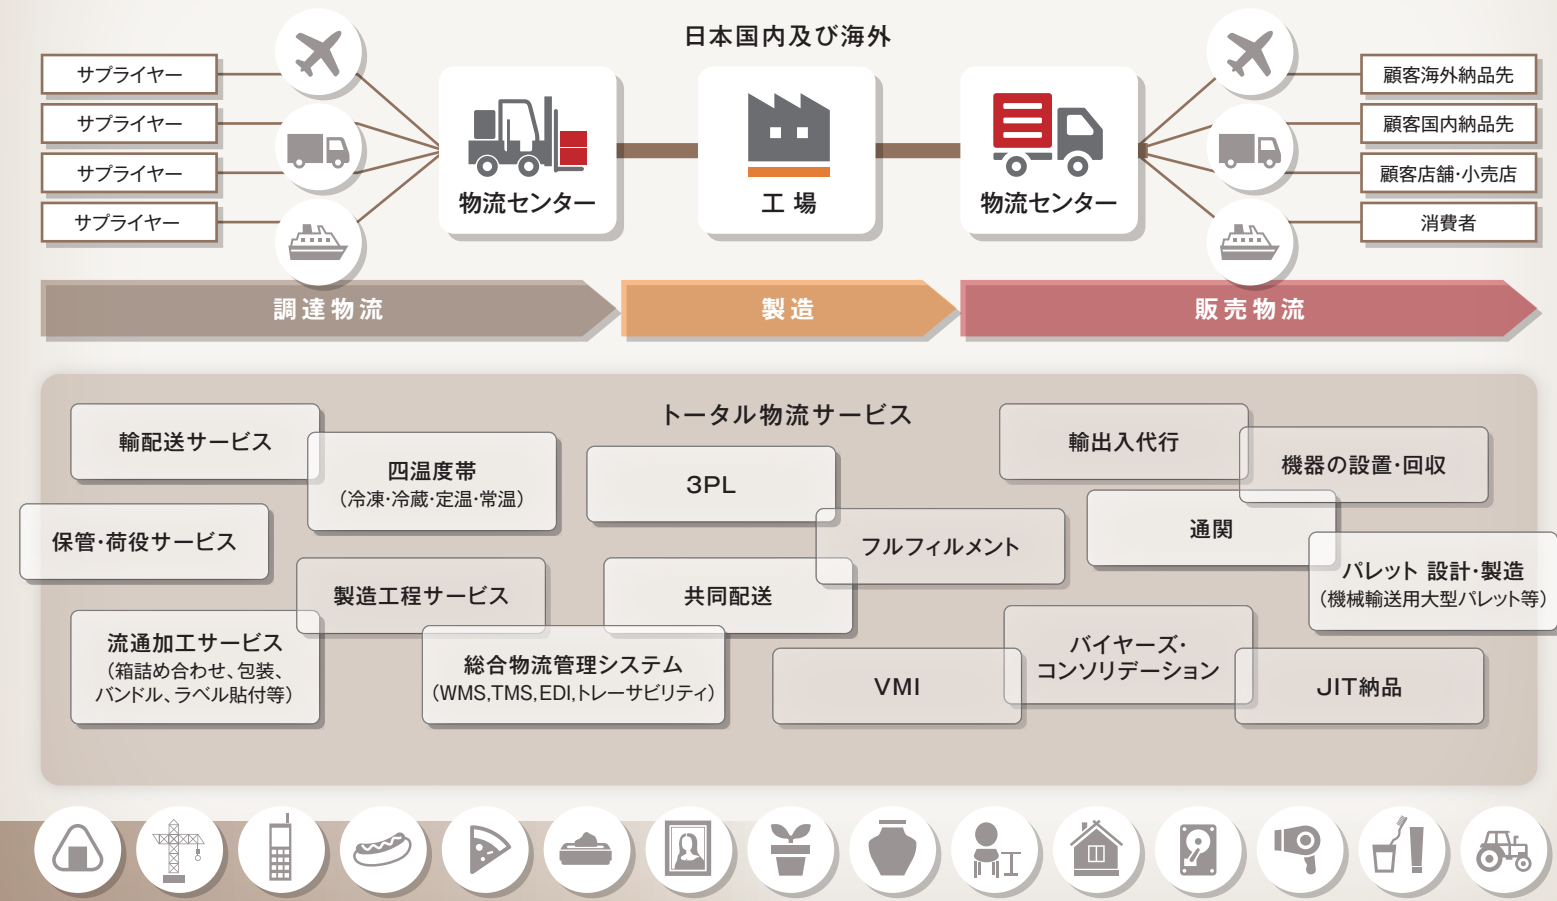 日本国内及び海外
サプライヤー
サプライヤー
サプライヤー
サプライヤー
物流センター
工場
物流センター
顧客海外納品先
顧客国内納品先
顧客店舗・小売店
消費者
調達物流
製造
販売物流
トータル物流サービス
輸配送サービス
四温度帯
（冷凍・冷蔵・定温・常温）
保管・荷役サービス
製造工程サービス
流通加工サービス
（箱詰め合わせ、包装、
バンドル、ラベル貼付等）
総合物流管理システム
（WMS,TMS,EDI,トレーサビリティ）
3PL
フルフィルメント
共同配送
VMI
輸出入代行
機器の設置・回収
通関
パレット 設計・製造
（機械輸送用大型パレット等）
バイヤーズ・
コンソリデーション
JIT納品